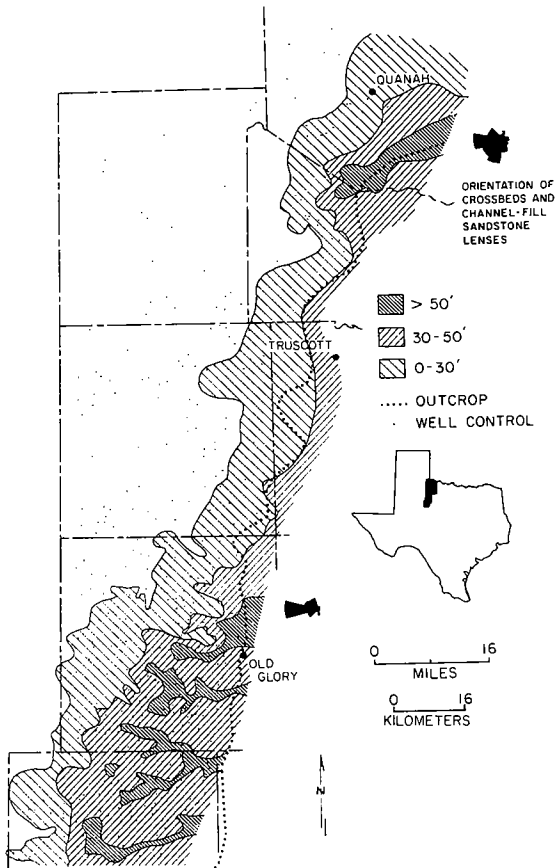 QUANAH
ORIENTATION OF
CROSSBEDS AND
CHANNEL-FILL
SANDSTONE
LENSES
> 50'
30-50'
0-30'
TRUSCOTT
OUTCROP
WELL CONTROL
OLD
GLORY
0 16
MILES
0 16
KILOMETERS
N